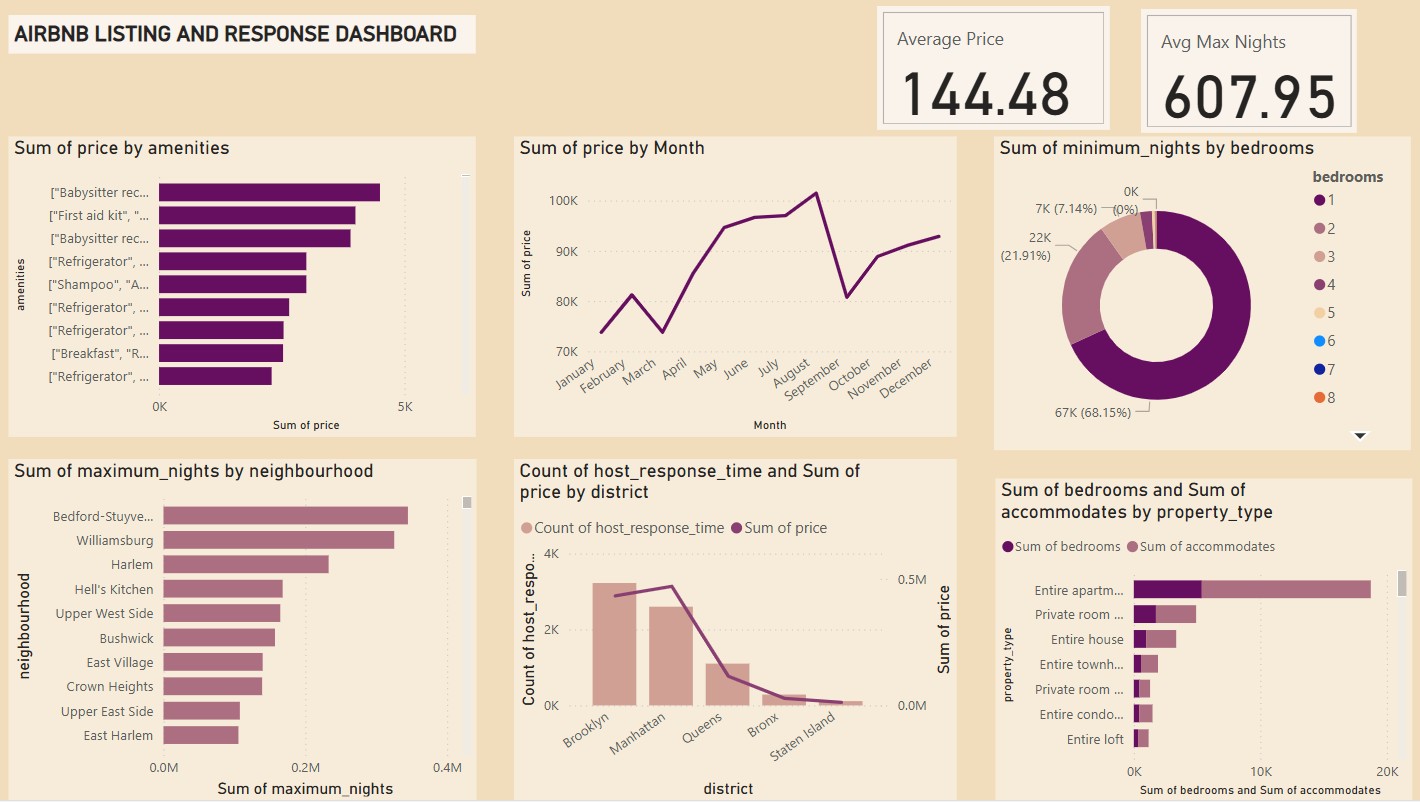 AIRBNB LISTING AND RESPONSE DASHBOARD
Average Price
144.48
Avg Max Nights
607.95
Sum of price by amenities
amenities
["Babysitter rec...
["First aid kit", "...
["Babysitter rec...
["Refrigerator", ...
["Shampoo", "A...
["Refrigerator", ...
["Refrigerator", ...
["Breakfast", "R...
["Refrigerator", ...
0K 5K
Sum of price
Sum of price by Month
Sum of price
100K
90K
80K
70K
January February March April May June July August September October November December
Month
Sum of minimum_nights by bedrooms
bedrooms
1
2
3
4
5
6
7
8
0K
(0%)
7K (7.14%)
22K
(21.91%)
67K (68.15%)
Sum of maximum_nights by neighbourhood
neighbourhood
Bedford-Stuyve...
Williamsburg
Harlem
Hell's Kitchen
Upper West Side
Bushwick
East Village
Crown Heights
Upper East Side
East Harlem
0.0M 0.2M 0.4M
Sum of maximum_nights
Count of host_response_time and Sum of
price by district
Count of host_response_time Sum of price
Count of host_respo...
4K
2K
0K
0.5M
0.0M
Sum of price
Brooklyn Manhattan Queens Bronx Staten Island
district
Sum of bedrooms and Sum of
accommodates by property_type
Sum of bedrooms Sum of accommodates
property_type
Entire apartm...
Private room ...
Entire house
Entire townh...
Private room ...
Entire condo...
Entire loft
0K 10K 20K
Sum of bedrooms and Sum of accommodates